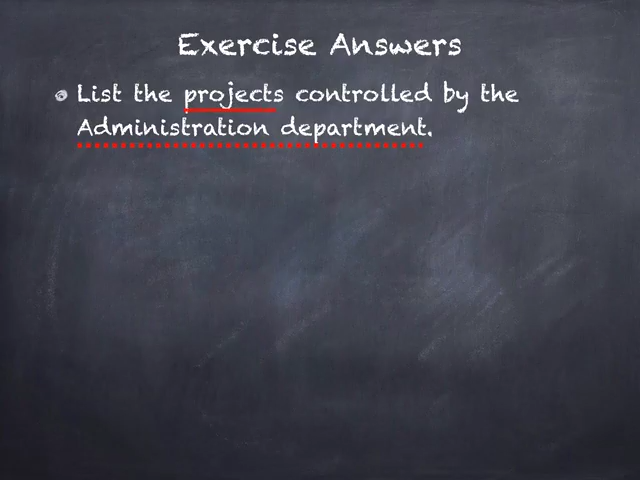 Exercise Answers
List the projects controlled by the
Administration department.